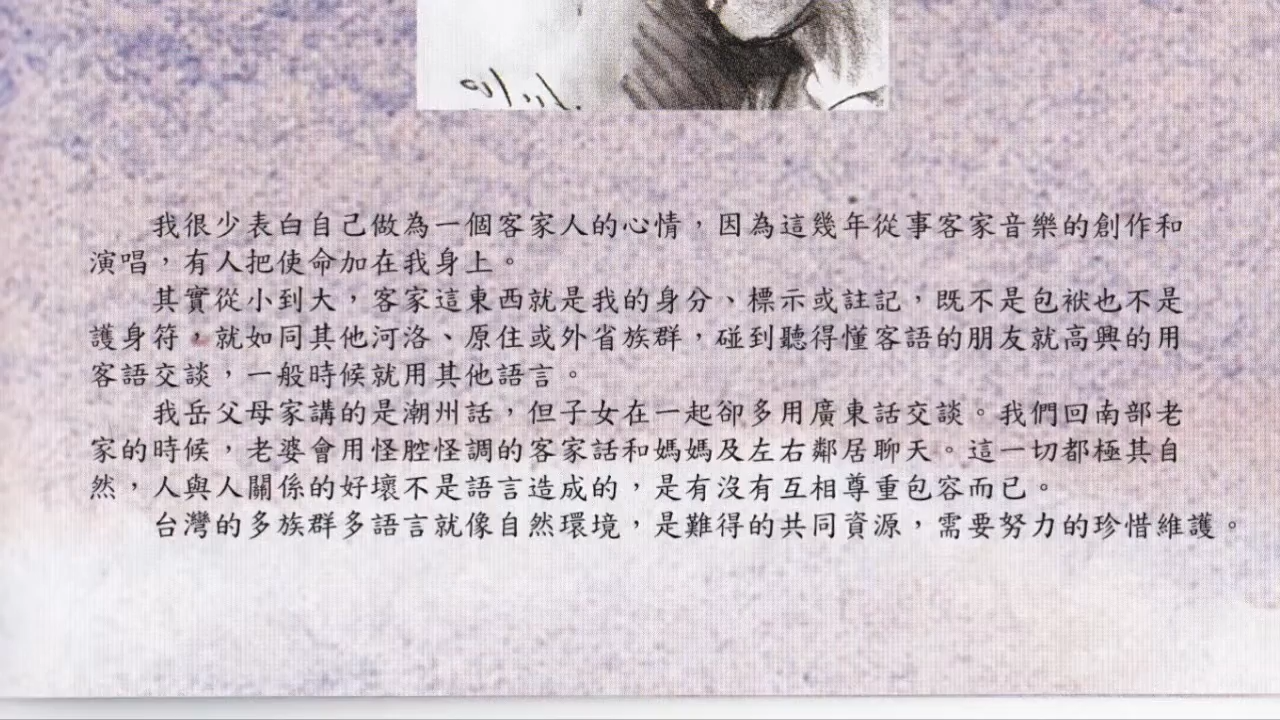 我很少表白自己做為一個客家人的心情，因為這幾年從事客家音樂的創作和
演唱，有人把使命加在我身上。
其實從小到大，客家這東西就是我的身分、標示或註記，既不是包袱也不是
護身符，就如同其他河洛、原住或外省族群，碰到聽得懂客語的朋友就高興的用
客語交談，一般時候就用其他語言。
我岳父母家講的是潮州話，但子女在一起卻多用廣東話交談。我們回南部老
家的時候，老婆會用怪腔怪調的客家話和媽媽及左右鄰居聊天。這一切都極其自
然，人與人關係的好壞不是語言造成的，是有沒有互相尊重包容而已。
台灣的多族群多語言就像自然環境，是難得的共同資源，需要努力的珍惜維護。